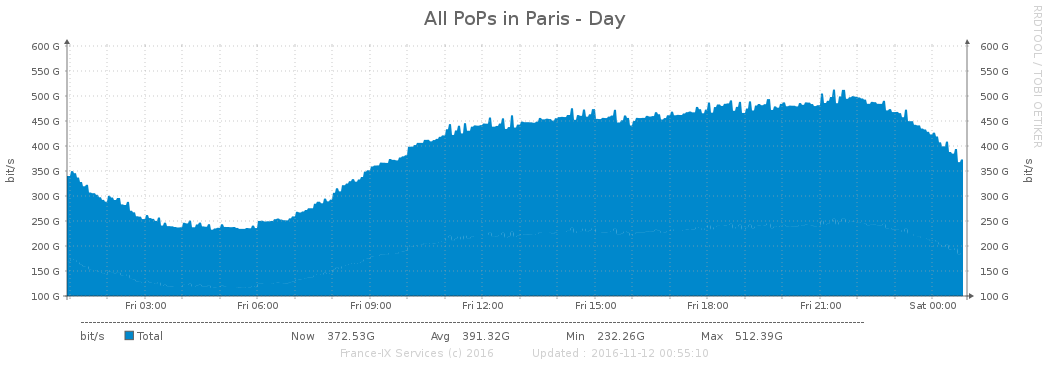 All PoPs in Paris - Day
RRDTOOL / TOBI OETIKER
600 G 600 G
550 G 550 G
500 G 500 G
450 G 450 G
400 G 400 G
350 G 350 G
300 G 300 G
250 G 250 G
200 G 200 G
150 G 150 G
100 G 100 G
bit/s
bit/s
Fri 03:00 Fri 06:00 Fri 09:00 Fri 12:00 Fri 15:00 Fri 18:00 Fri 21:00 Sat 00:00
bit/s Total Now 372.53G Avg 391.32G Min 232.26G Max 512.39G
France-IX Services (c) 2016 Updated : 2016-11-12 00:55:10